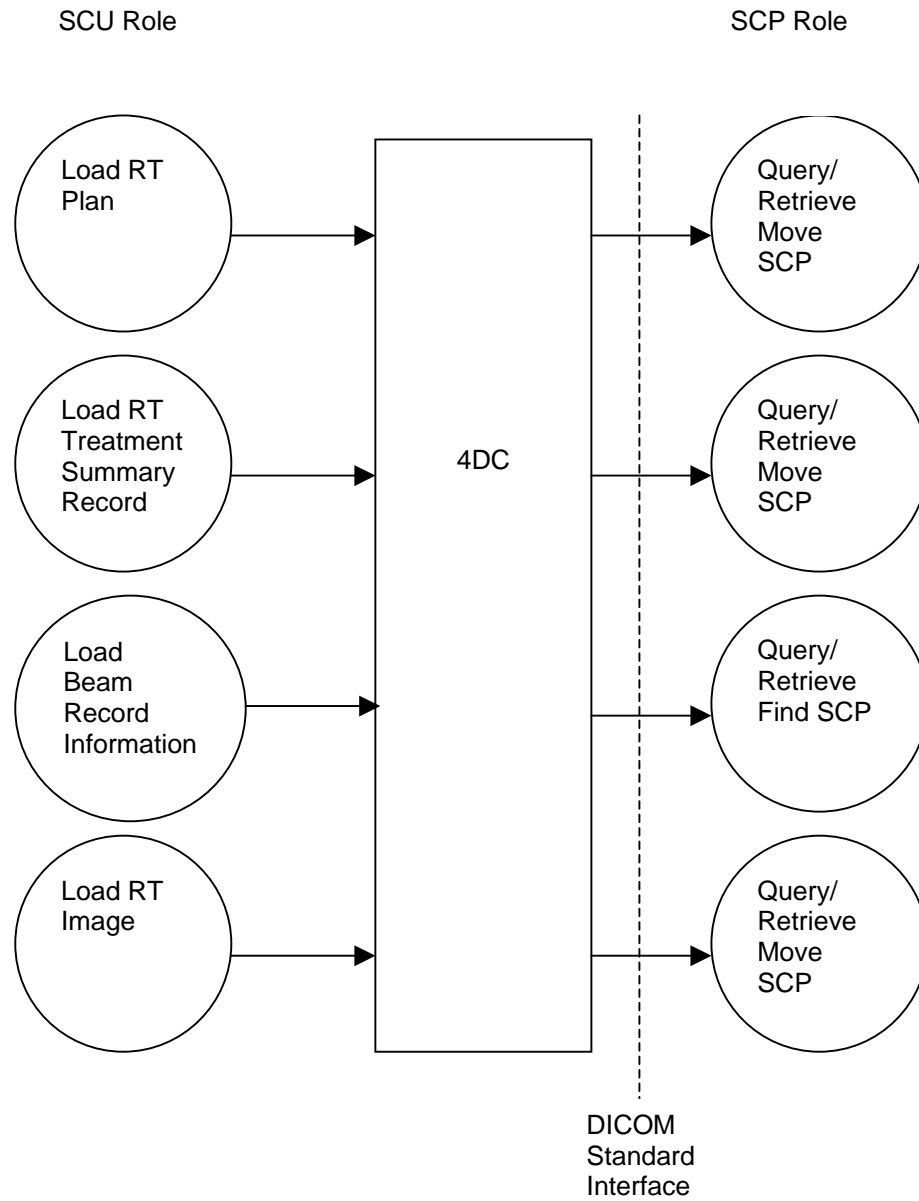 SCU Role
SCP Role
Load RT
Plan
Query/
Retrieve
Move
SCP
Load RT
Treatment
Summary
Record
4DC
Query/
Retrieve
Move
SCP
Load
Beam
Record
Information
Query/
Retrieve
Find SCP
Load RT
Image
Query/
Retrieve
Move
SCP
DICOM
Standard
Interface